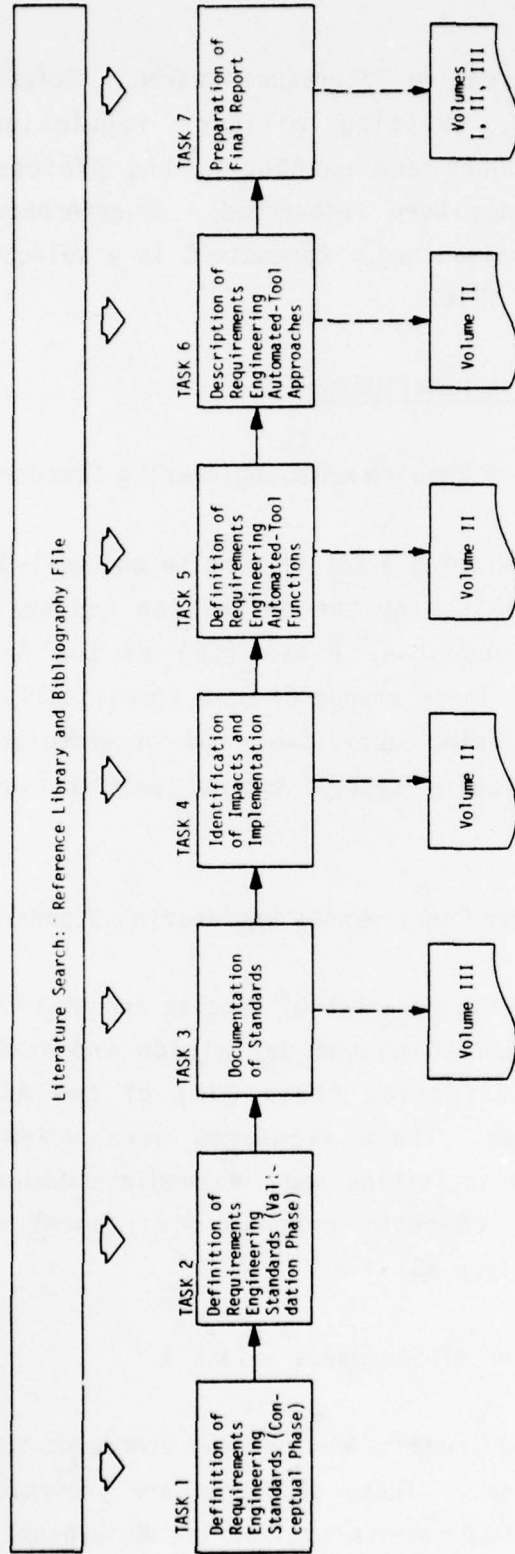 Literature Search: Reference Library and Bibliography File
TASK 1
Definition of
Requirements
Engineering
Standards (Con-
ceptual Phase)
TASK 2
Definition of
Requirements
Engineering
Standards (Vali-
dation Phase)
TASK 3
Documentation
of Standards
TASK 4
Identification
of Impacts and
Implementation
TASK 5
Definition of
Requirements
Engineering
Automated-Tool
Functions
TASK 6
Description of
Requirements
Engineering
Automated-Tool
Approaches
TASK 7
Preparation of
Final Report
Volume III
Volume II
Volume II
Volume II
Volumes
I, II, III